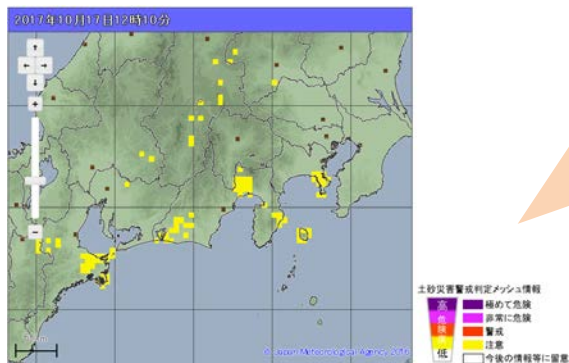 2017年10月17日12時10分
© Japan Meteorological Agency 2016
土砂災害警戒判定メッシュ情報
高
危険度
低
極めて危険
非常に危険
警戒
注意
今後の情報等に留意